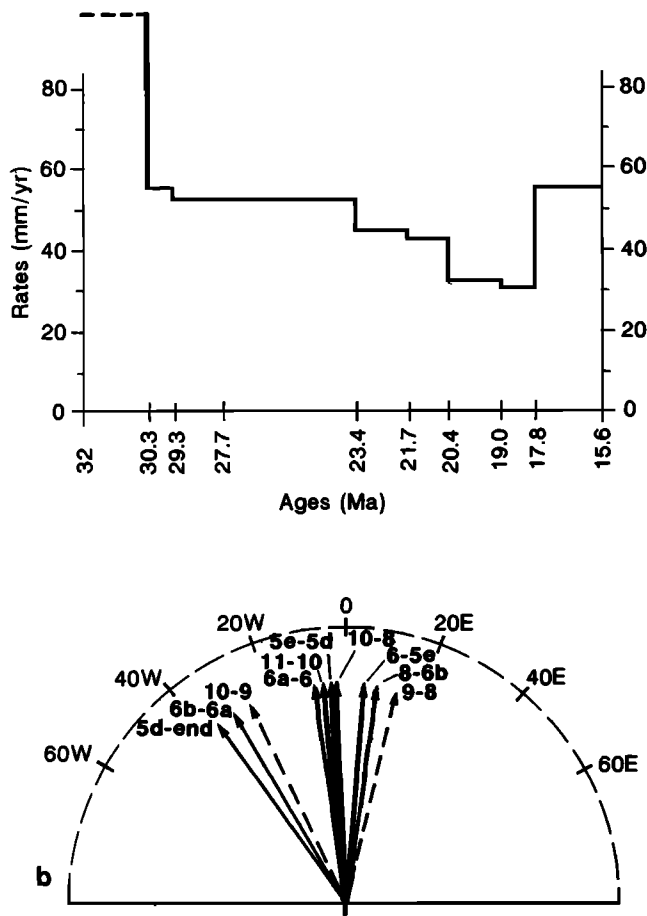 80
80
60
60
Rates (mm/yr)
40
40
20
20
0
0
32
30.3
29.3
27.7
23.4
21.7
20.4
19.0
17.8
15.6
Ages (Ma)
0
20W
20E
5e-5d
10-8
11-10
6-5e
6a-6
8-6b
40W
40E
10-9
9-8
6b-6a
5d-end
60W
60E
b